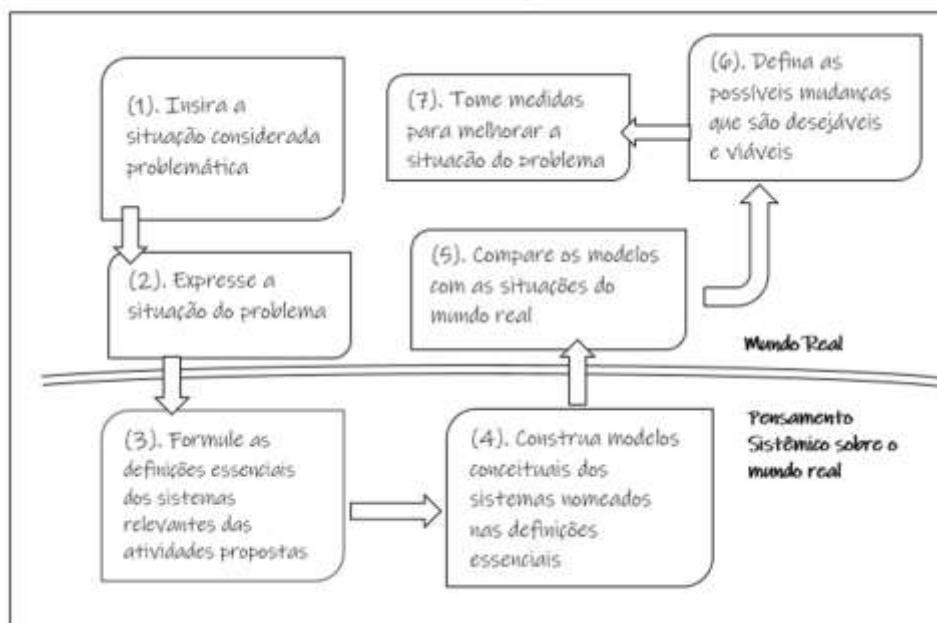 (1). Insira a
situação considerada
problemática
(2). Expresse a
situação do problema
(3). Formule as
definições essenciais
dos sistemas
relevantes das
atividades propostas
(4). Construa modelos
conceituais dos
sistemas nomeados
nas definições
essenciais
(5). Compare os modelos
com as situações do
mundo real
(6). Defina as
possíveis mudanças
que são desejáveis
e viáveis
(7). Tome medidas
para melhorar a
situação do problema
Mundo Real
Pensamento
Sistêmico sobre o
mundo real